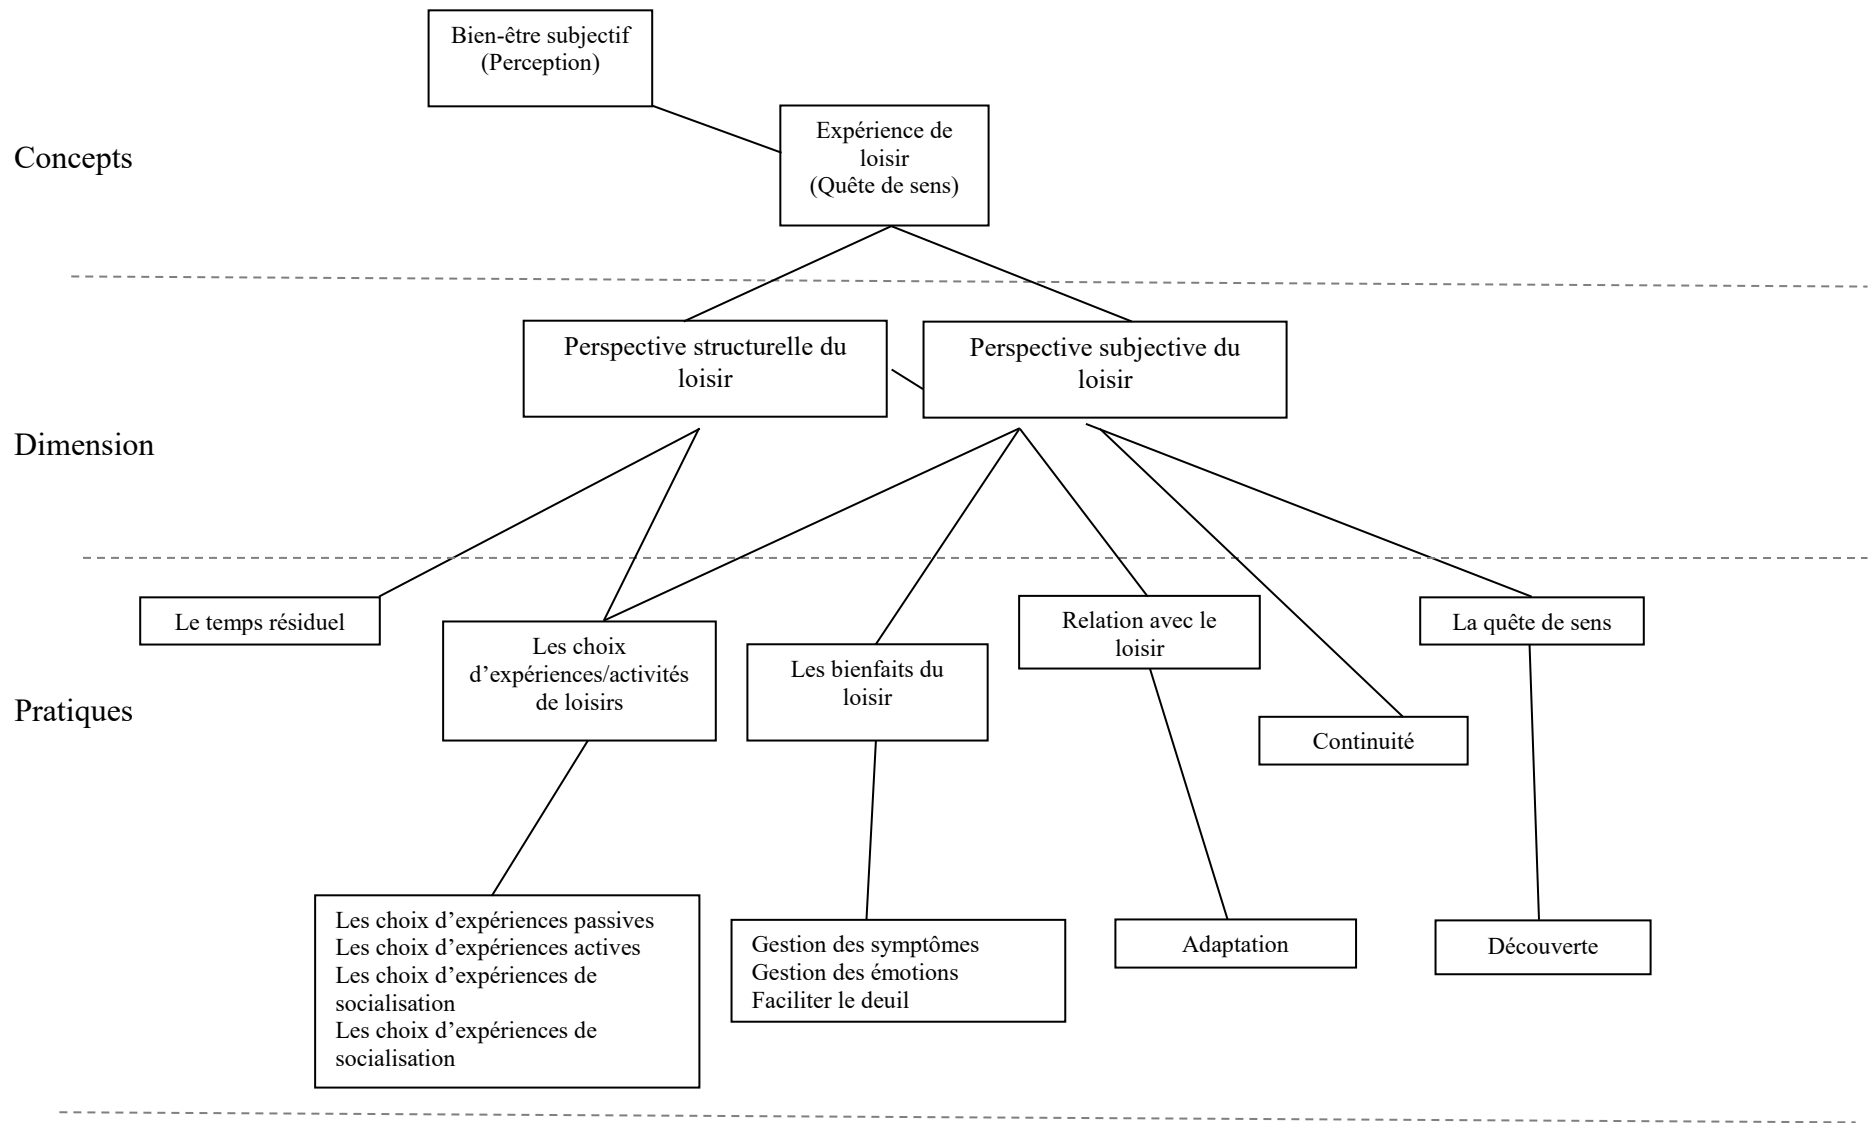 Bien-être subjectif
(Perception)
Expérience de
loisir
(Quête de sens)
Concepts
Perspective structurelle du
loisir
Perspective subjective du
loisir
Dimension
Le temps résiduel
Les choix
d’expériences/activités
de loisirs
Les bienfaits du
loisir
Relation avec le
loisir
La quête de sens
Pratiques
Continuité
Les choix d’expériences passives
Les choix d’expériences actives
Les choix d’expériences de
socialisation
Les choix d’expériences de
socialisation
Gestion des symptômes
Gestion des émotions
Faciliter le deuil
Adaptation
Découverte